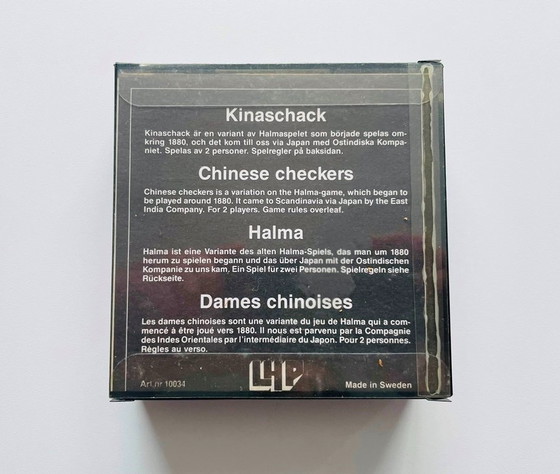 Kinaschack
Kinaschack är en variant av Halmaspelet som började spelas om-
kring 1880, och det kom till oss via Japan med Ostindiska Kompa-
niet. Spelas av 2 personer. Spelregler på baksidan.
Chinese checkers
Chinese checkers is a variation on the Halma-game, which began to
be played around 1880. It came to Scandinavia via Japan by the East
India Company. For 2 players. Game rules overleaf.
Halma
Halma ist eine Variante des alten Halma-Spiels, das man um 1880
herum zu spielen begann und das über Japan mit der Ostindischen
Kompanie zu uns kam. Ein Spiel für zwei Personen. Spielregeln siehe
Rückseite.
Dames chinoises
Les dames chinoises sont une variante du jeu de Halma qui a com-
mencé à être joué vers 1880. Il nous est parvenu par la Compagnie
des Indes Orientales par l'intermédiaire du Japon. Pour 2 personnes.
Règles au verso.
Art.nr 10034
LHP
Made in Sweden